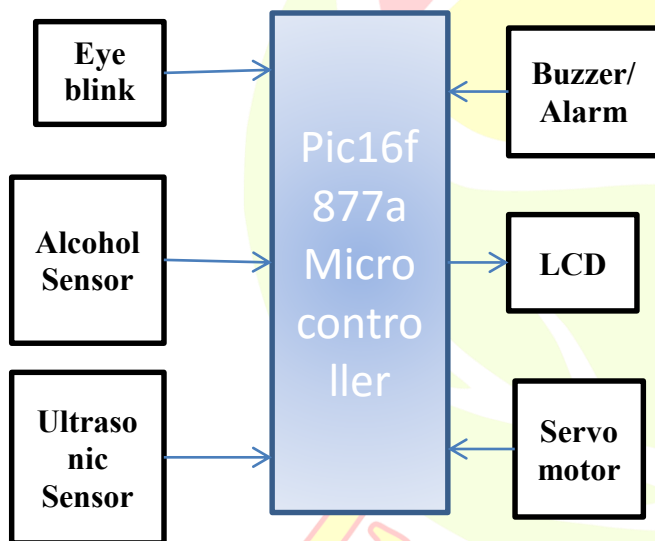 Eye
blink
Alcohol
Sensor
Ultraso
nic
Sensor
Pic16f
877a
Micro
contro
ller
Buzzer/
Alarm
LCD
Servo
motor